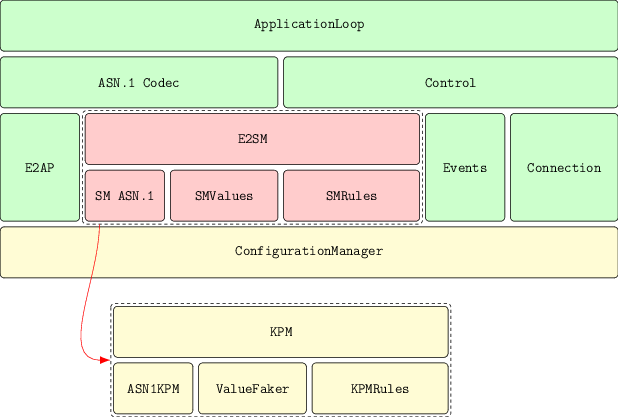 ApplicationLoop
ASN.1 Codec
Control
E2AP
E2SM
Events
Connection
SM ASN.1
SMValues
SMRules
ConfigurationManager
KPM
ASN1KPM
ValueFaker
KPMRules